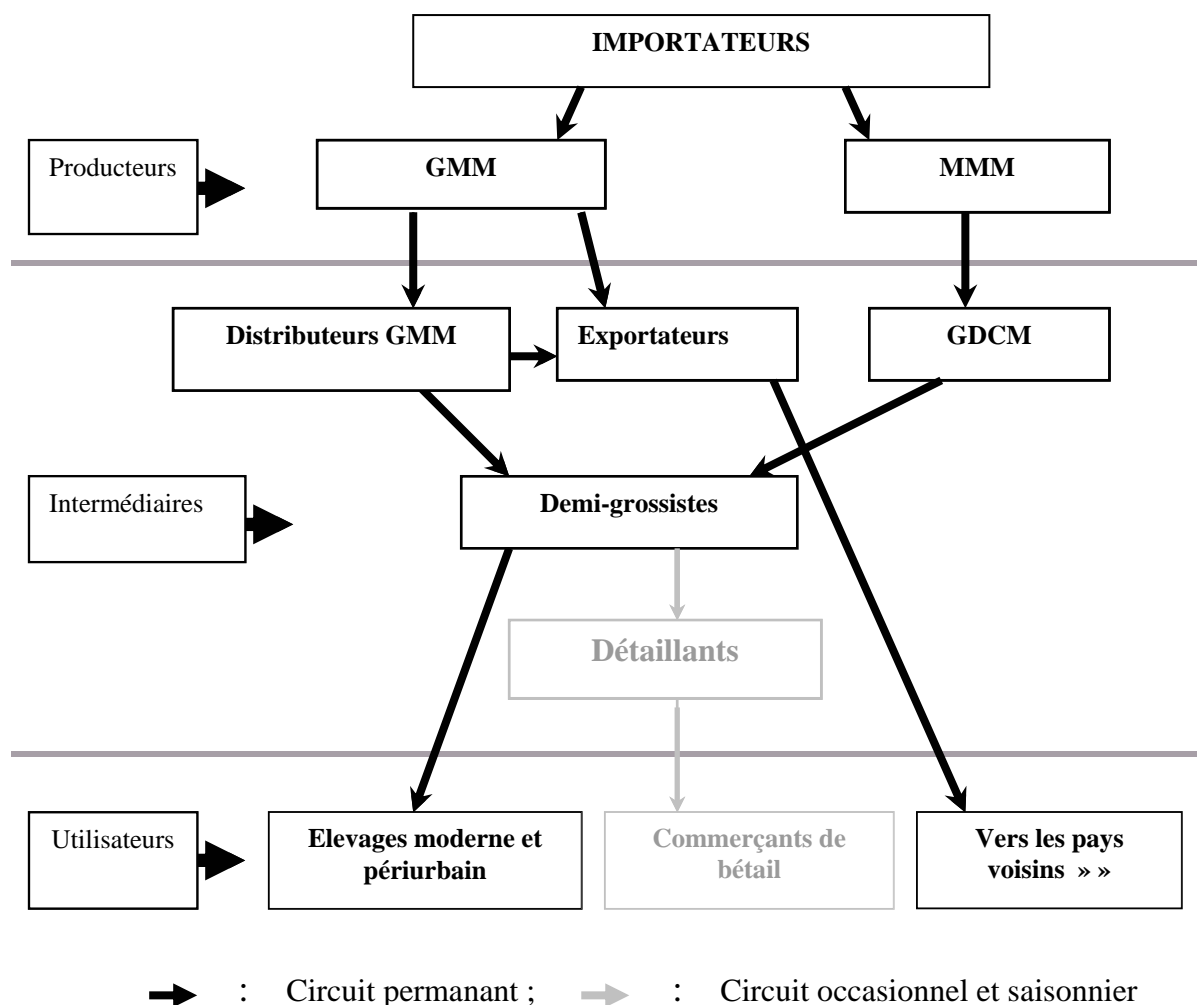 IMPORTATEURS
Producteurs
GMM
MMM
Distributeurs GMM
Exportateurs
GDCM
Intermédiaires
Demi-grossistes
Détaillants
Utilisateurs
Elevages moderne et
périurbain
Commerçants de
bétail
Vers les pays
voisins » »
: Circuit permanant ; : Circuit occasionnel et saisonnier